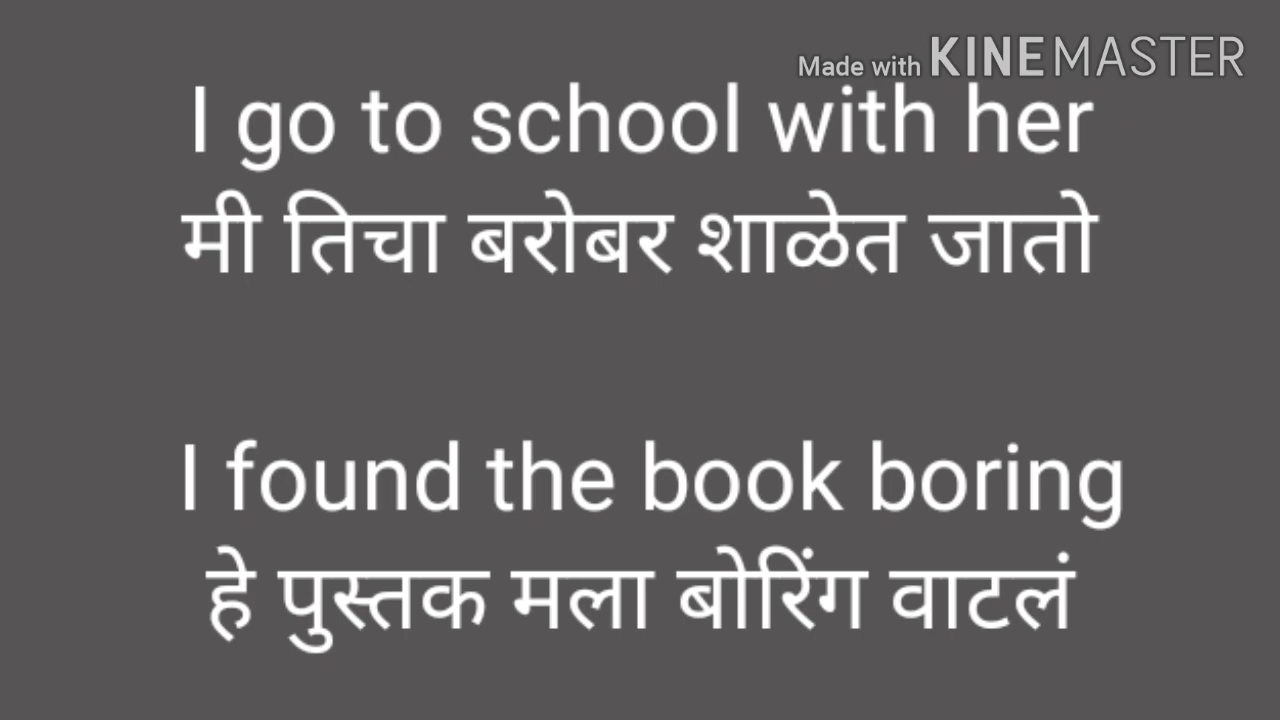 Made with KINEMASTER
I go to school with her
मी तिचा बरोबर शाळेत जातो
I found the book boring
हे पुस्तक मला बोरिंग वाटलं